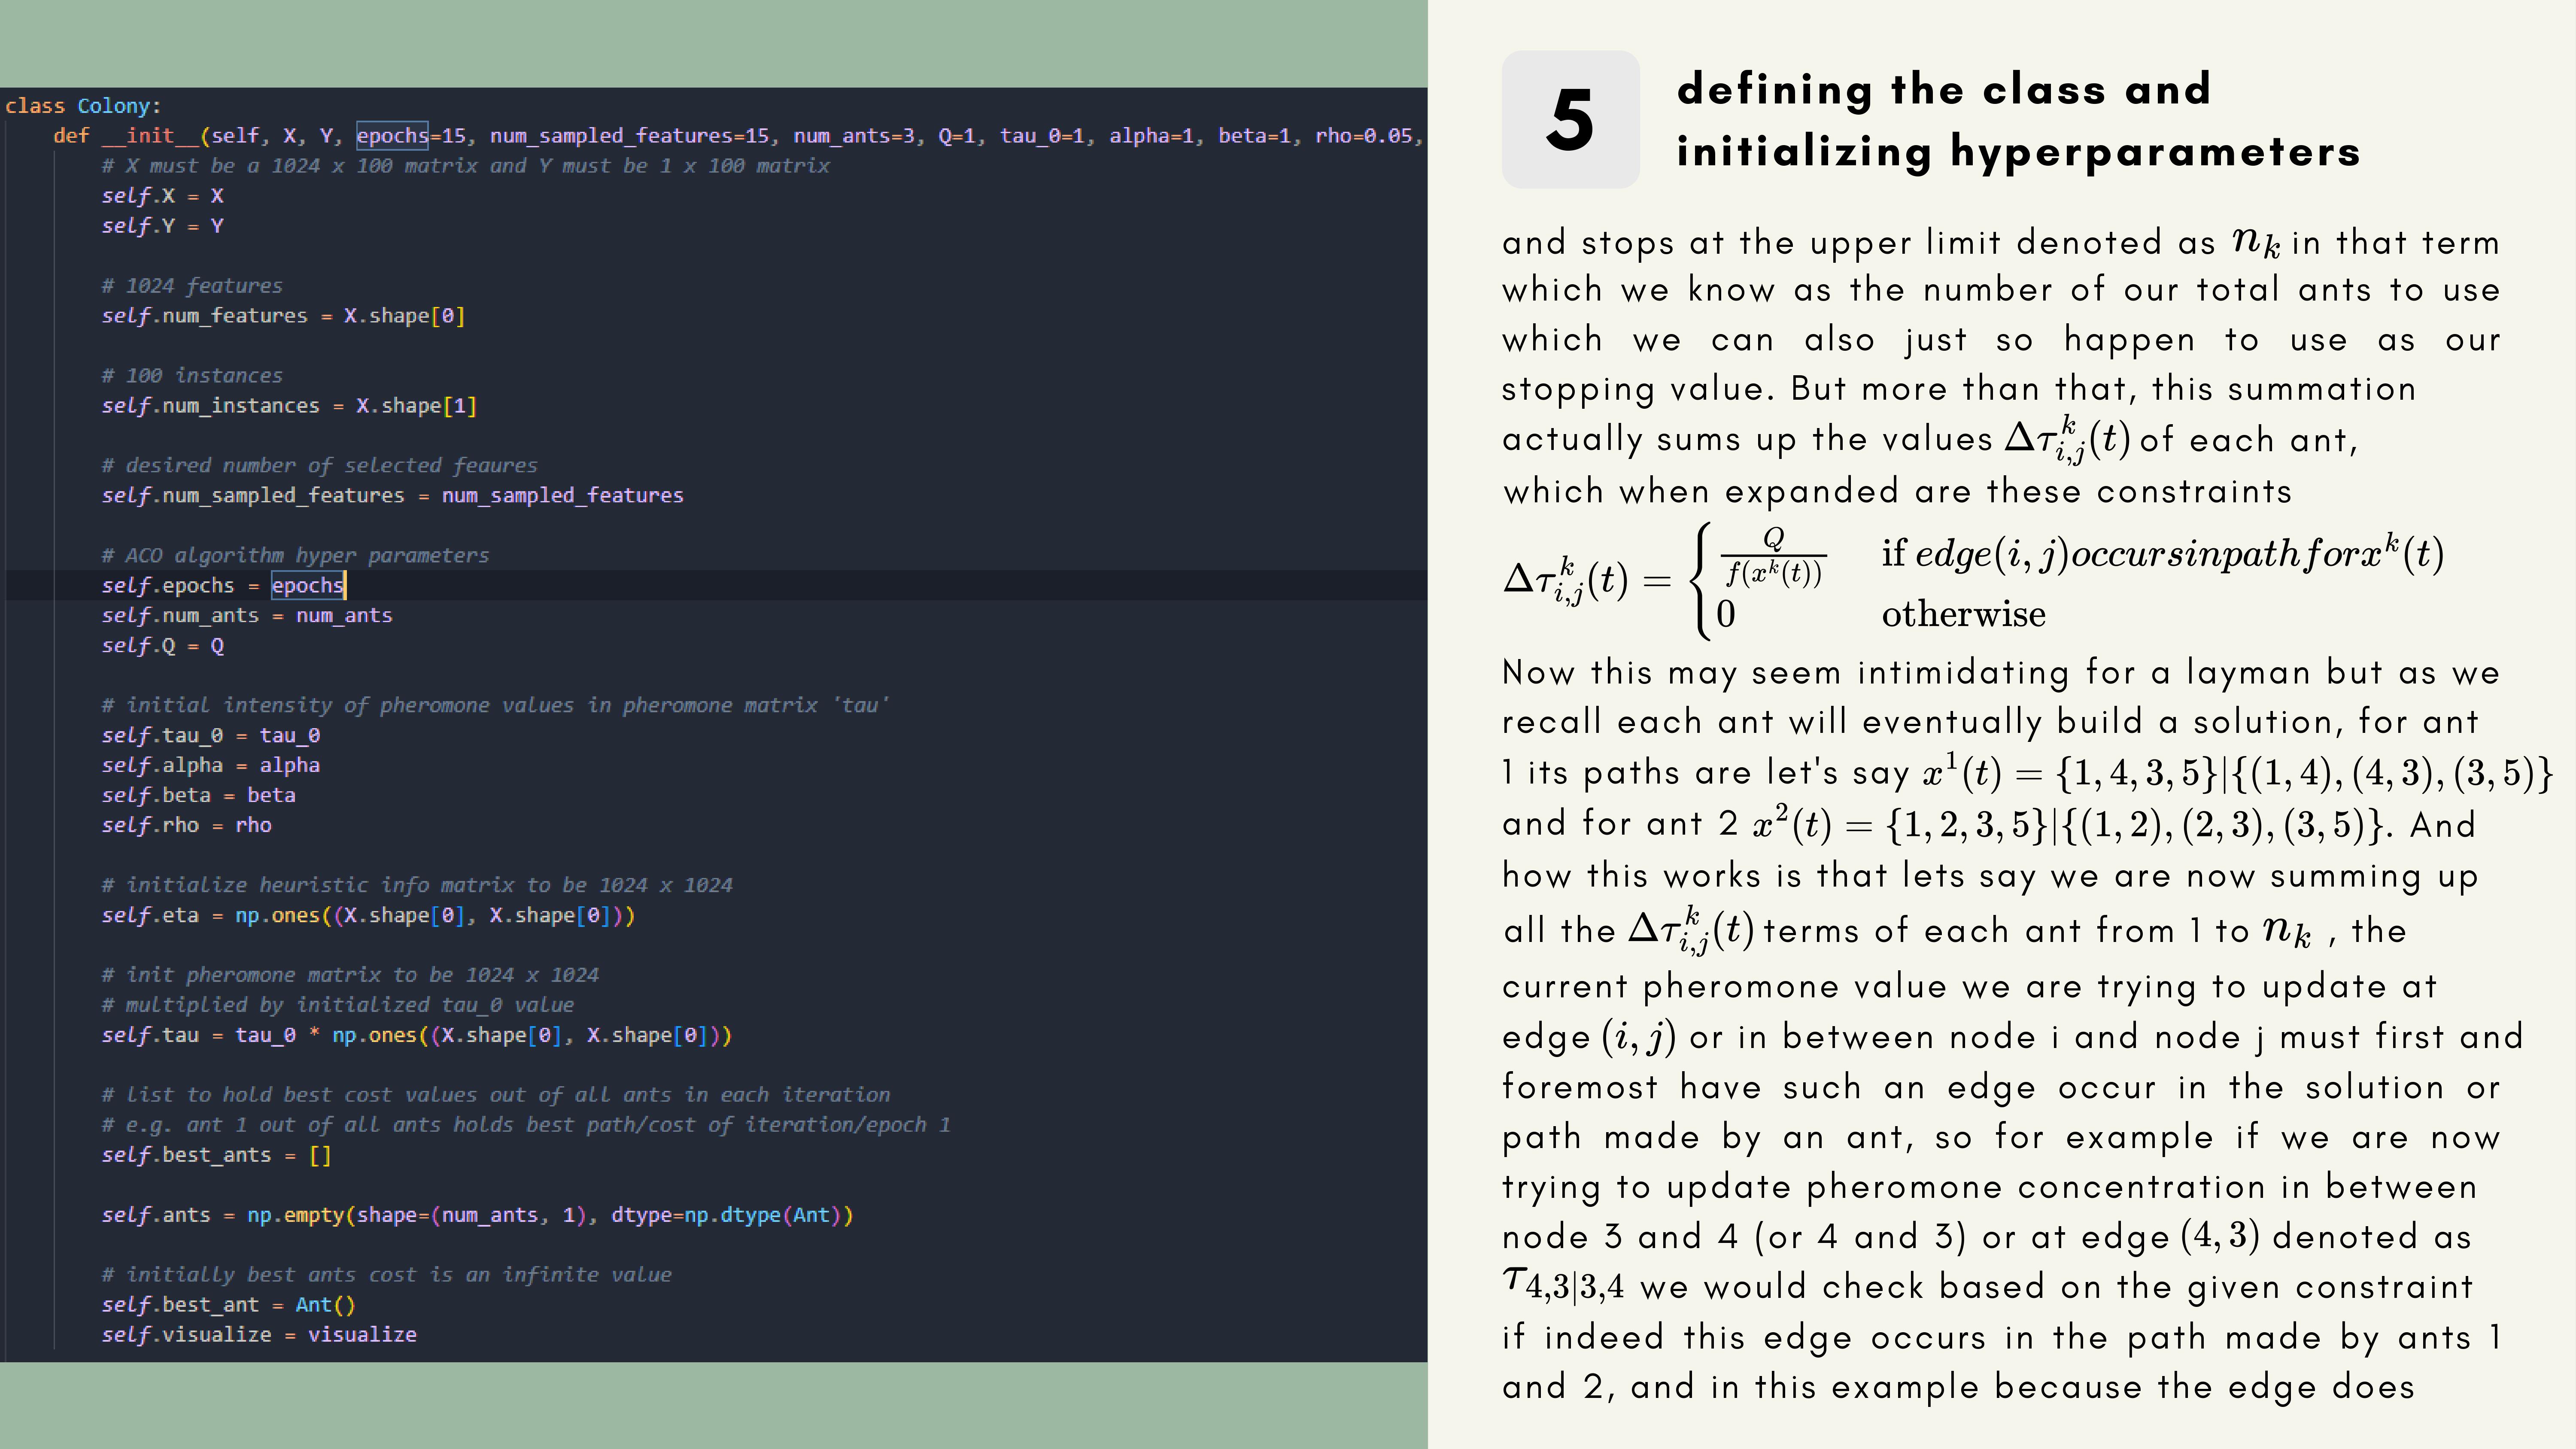 class Colony:
def __init__(self, X, Y, epochs=15, num_sampled_features=15, num_ants=3, Q=1, tau_0=1, alpha=1, beta=1, rho=0.05,
# X must be a 1024 x 100 matrix and Y must be 1 x 100 matrix
self.X = X
self.Y = Y
# 1024 features
self.num_features = X.shape[0]
# 100 instances
self.num_instances = X.shape[1]
# desired number of selected feaures
self.num_sampled_features = num_sampled_features
# ACO algorithm hyper parameters
self.epochs = epochs
self.num_ants = num_ants
self.Q = Q
# initial intensity of pheromone values in pheromone matrix 'tau'
self.tau_0 = tau_0
self.alpha = alpha
self.beta = beta
self.rho = rho
# initialize heuristic info matrix to be 1024 x 1024
self.eta = np.ones((X.shape[0], X.shape[0]))
# init pheromone matrix to be 1024 x 1024
# multiplied by initialized tau_0 value
self.tau = tau_0 * np.ones((X.shape[0], X.shape[0]))
# list to hold best cost values out of all ants in each iteration
# e.g. ant 1 out of all ants holds best path/cost of iteration/epoch 1
self.best_ants = []
self.ants = np.empty(shape=(num_ants, 1), dtype=np.dtype(Ant))
# initially best ants cost is an infinite value
self.best_ant = Ant()
self.visualize = visualize
5
defining the class and
initializing hyperparameters
and stops at the upper limit denoted as n_k in that term
which we know as the number of our total ants to use
which we can also just so happen to use as our
stopping value. But more than that, this summation
actually sums up the values Δτ_{i,j}^k(t) of each ant,
which when expanded are these constraints
Δτ_{i,j}^k(t) = { Q / f(x^k(t)) if edge(i, j)occursinpathforx^k(t)
0 otherwise
Now this may seem intimidating for a layman but as we
recall each ant will eventually build a solution, for ant
1 its paths are let's say x^1(t) = {1, 4, 3, 5}|{(1, 4), (4, 3), (3, 5)}
and for ant 2 x^2(t) = {1, 2, 3, 5}|{(1, 2), (2, 3), (3, 5)}. And
how this works is that lets say we are now summing up
all the Δτ_{i,j}^k(t) terms of each ant from 1 to n_k , the
current pheromone value we are trying to update at
edge (i, j) or in between node i and node j must first and
foremost have such an edge occur in the solution or
path made by an ant, so for example if we are now
trying to update pheromone concentration in between
node 3 and 4 (or 4 and 3) or at edge (4, 3) denoted as
τ_{4,3|3,4} we would check based on the given constraint
if indeed this edge occurs in the path made by ants 1
and 2, and in this example because the edge does